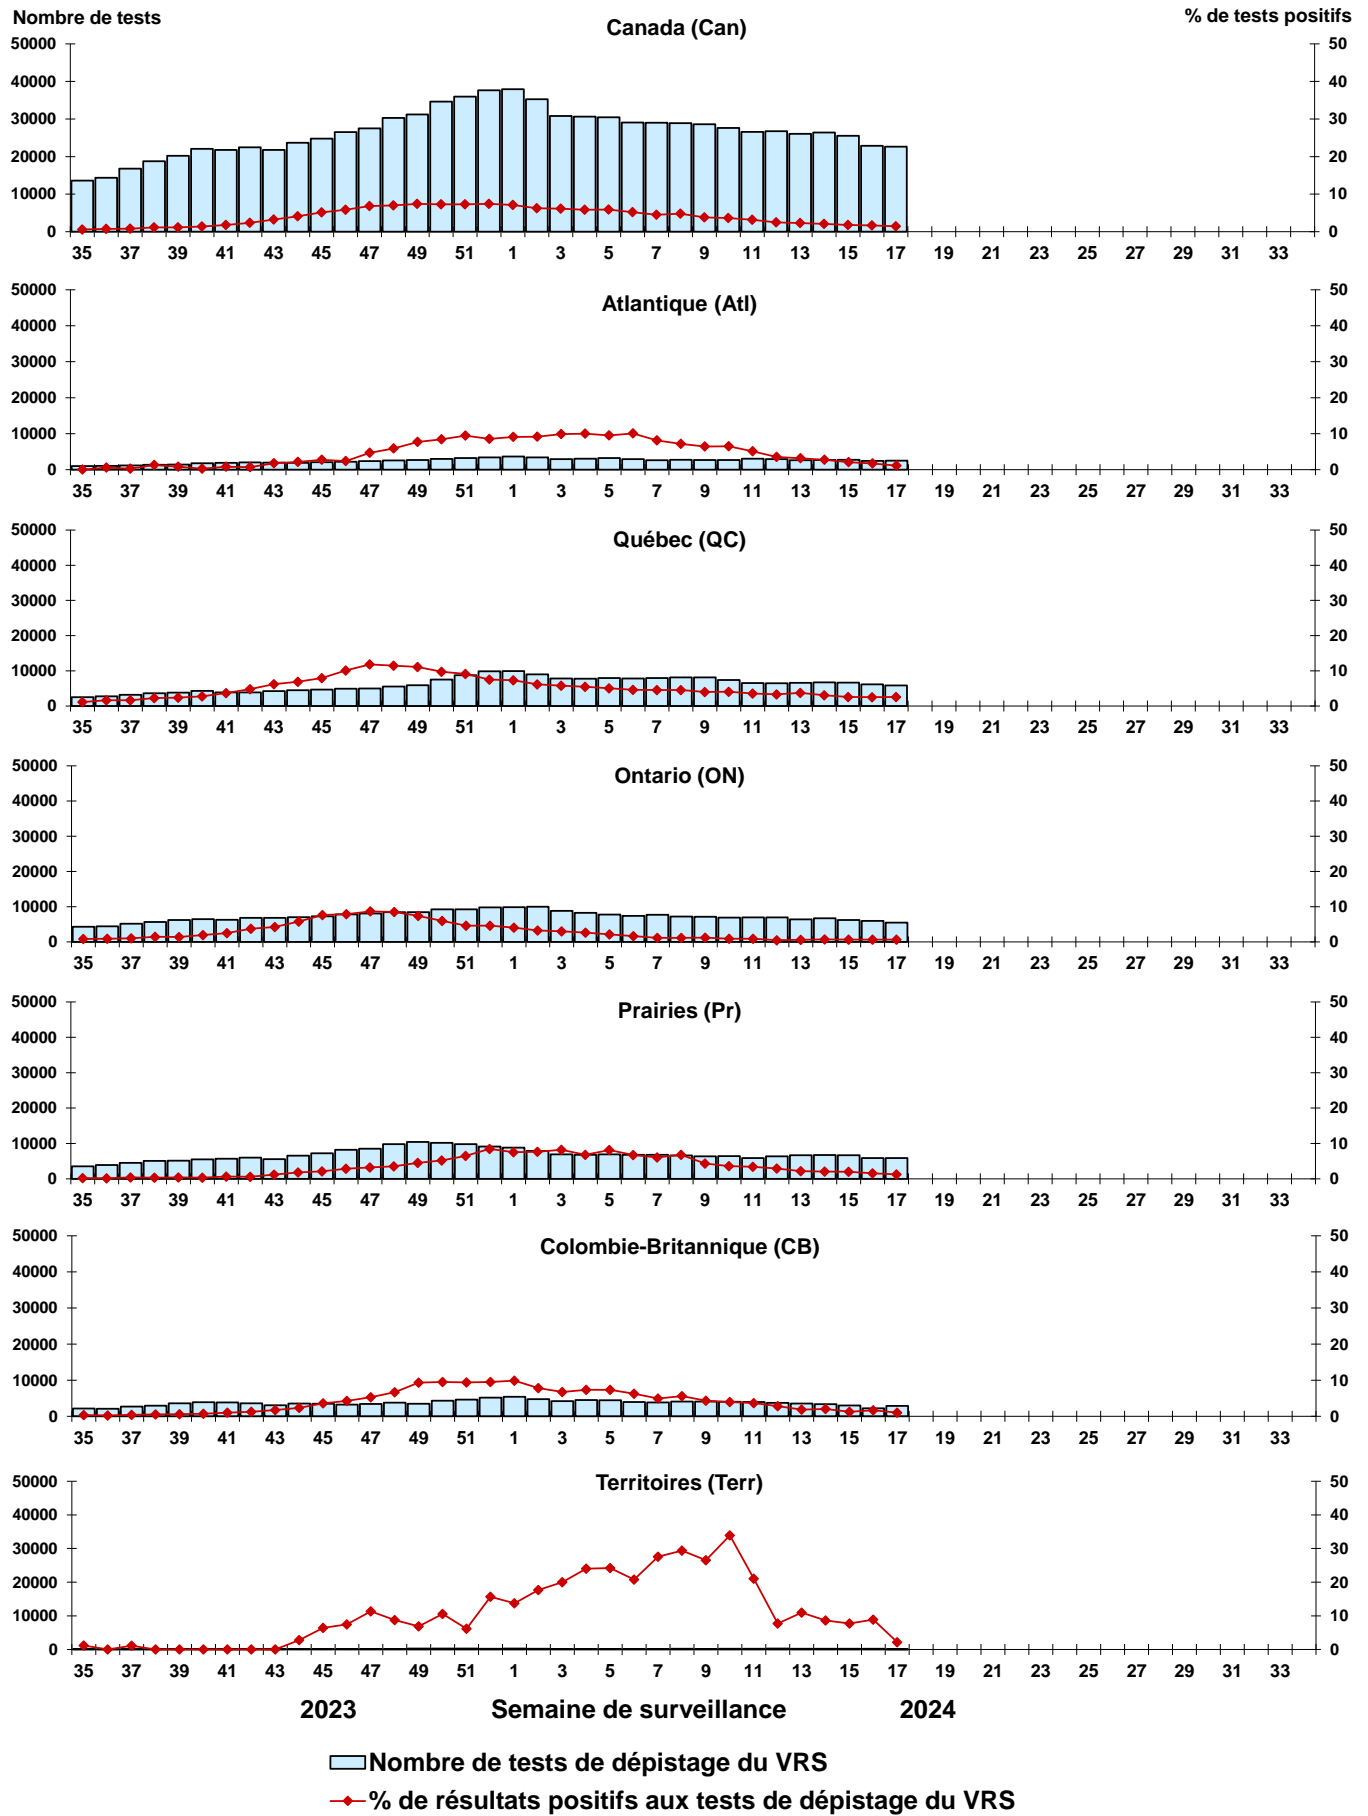 Nombre de tests
% de tests positifs
Canada (Can)
50000 50
40000 40
30000 30
20000 20
10000 10
0 0
35 37 39 41 43 45 47 49 51 1 3 5 7 9 11 13 15 17 19 21 23 25 27 29 31 33
Atlantique (Atl)
50000 50
40000 40
30000 30
20000 20
10000 10
0 0
35 37 39 41 43 45 47 49 51 1 3 5 7 9 11 13 15 17 19 21 23 25 27 29 31 33
Québec (QC)
50000 50
40000 40
30000 30
20000 20
10000 10
0 0
35 37 39 41 43 45 47 49 51 1 3 5 7 9 11 13 15 17 19 21 23 25 27 29 31 33
Ontario (ON)
50000 50
40000 40
30000 30
20000 20
10000 10
0 0
35 37 39 41 43 45 47 49 51 1 3 5 7 9 11 13 15 17 19 21 23 25 27 29 31 33
Prairies (Pr)
50000 50
40000 40
30000 30
20000 20
10000 10
0 0
35 37 39 41 43 45 47 49 51 1 3 5 7 9 11 13 15 17 19 21 23 25 27 29 31 33
Colombie-Britannique (CB)
50000 50
40000 40
30000 30
20000 20
10000 10
0 0
35 37 39 41 43 45 47 49 51 1 3 5 7 9 11 13 15 17 19 21 23 25 27 29 31 33
Territoires (Terr)
50000 50
40000 40
30000 30
20000 20
10000 10
0 0
35 37 39 41 43 45 47 49 51 1 3 5 7 9 11 13 15 17 19 21 23 25 27 29 31 33
2023 Semaine de surveillance 2024
Nombre de tests de dépistage du VRS
% de résultats positifs aux tests de dépistage du VRS